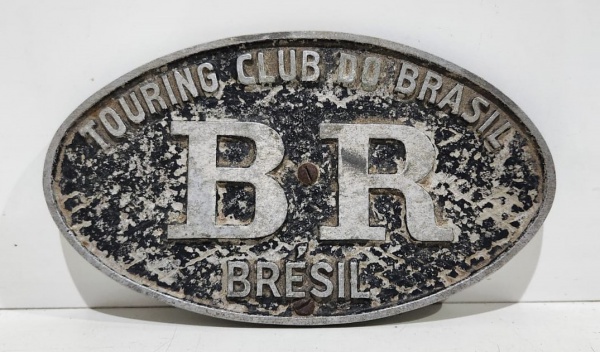 TOURING CLUB DO BRASIL
BR
BRÉSIL